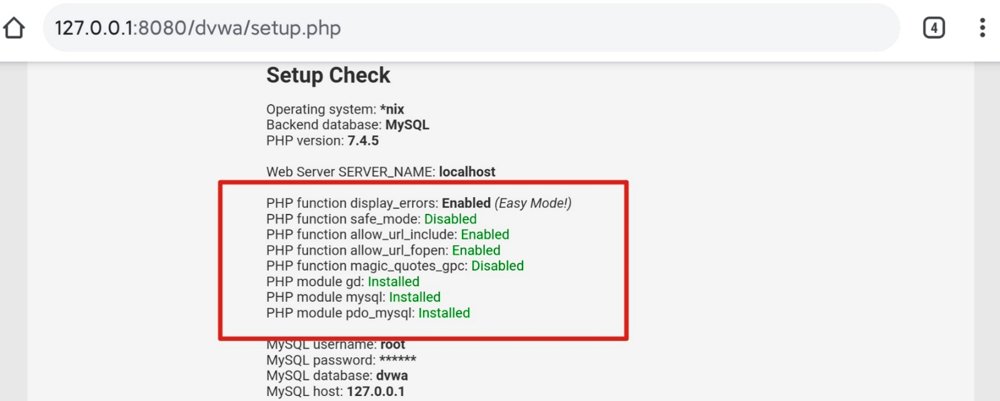 127.0.0.1:8080/dvwa/setup.php
4
Setup Check
Operating system: *nix
Backend database: MySQL
PHP version: 7.4.5
Web Server SERVER_NAME: localhost
PHP function display_errors: Enabled (Easy Mode!)
PHP function safe_mode: Disabled
PHP function allow_url_include: Enabled
PHP function allow_url_fopen: Enabled
PHP function magic_quotes_gpc: Disabled
PHP module gd: Installed
PHP module mysql: Installed
PHP module pdo_mysql: Installed
MySQL username: root
MySQL password: ******
MySQL database: dvwa
MySQL host: 127.0.0.1